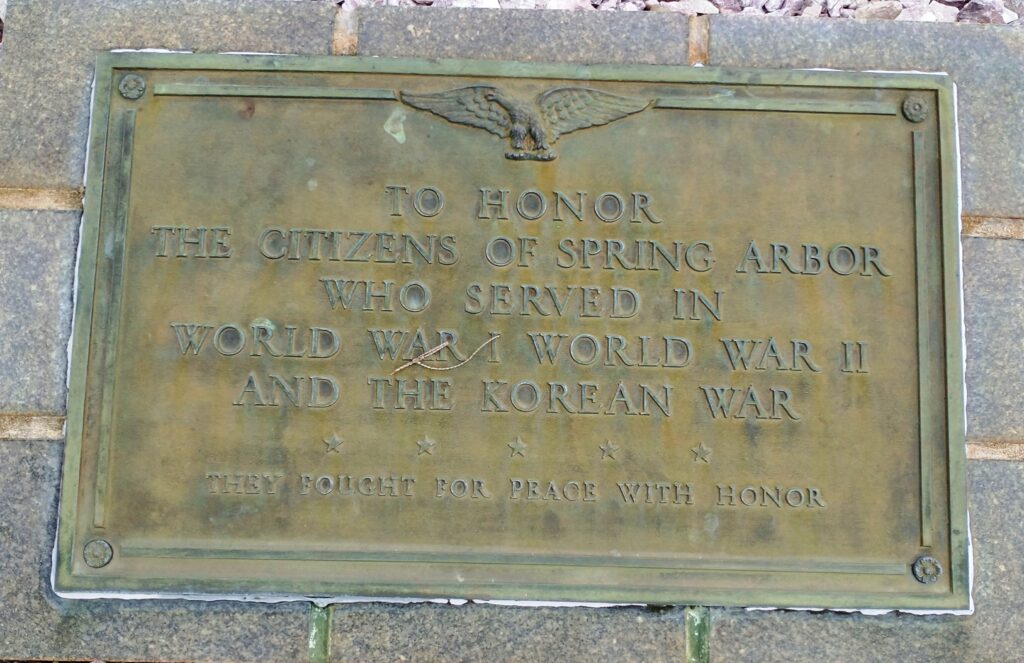 TO HONOR
THE CITIZENS OF SPRING ARBOR
WHO SERVED IN
WORLD WAR I WORLD WAR II
AND THE KOREAN WAR
THEY FOUGHT FOR PEACE WITH HONOR